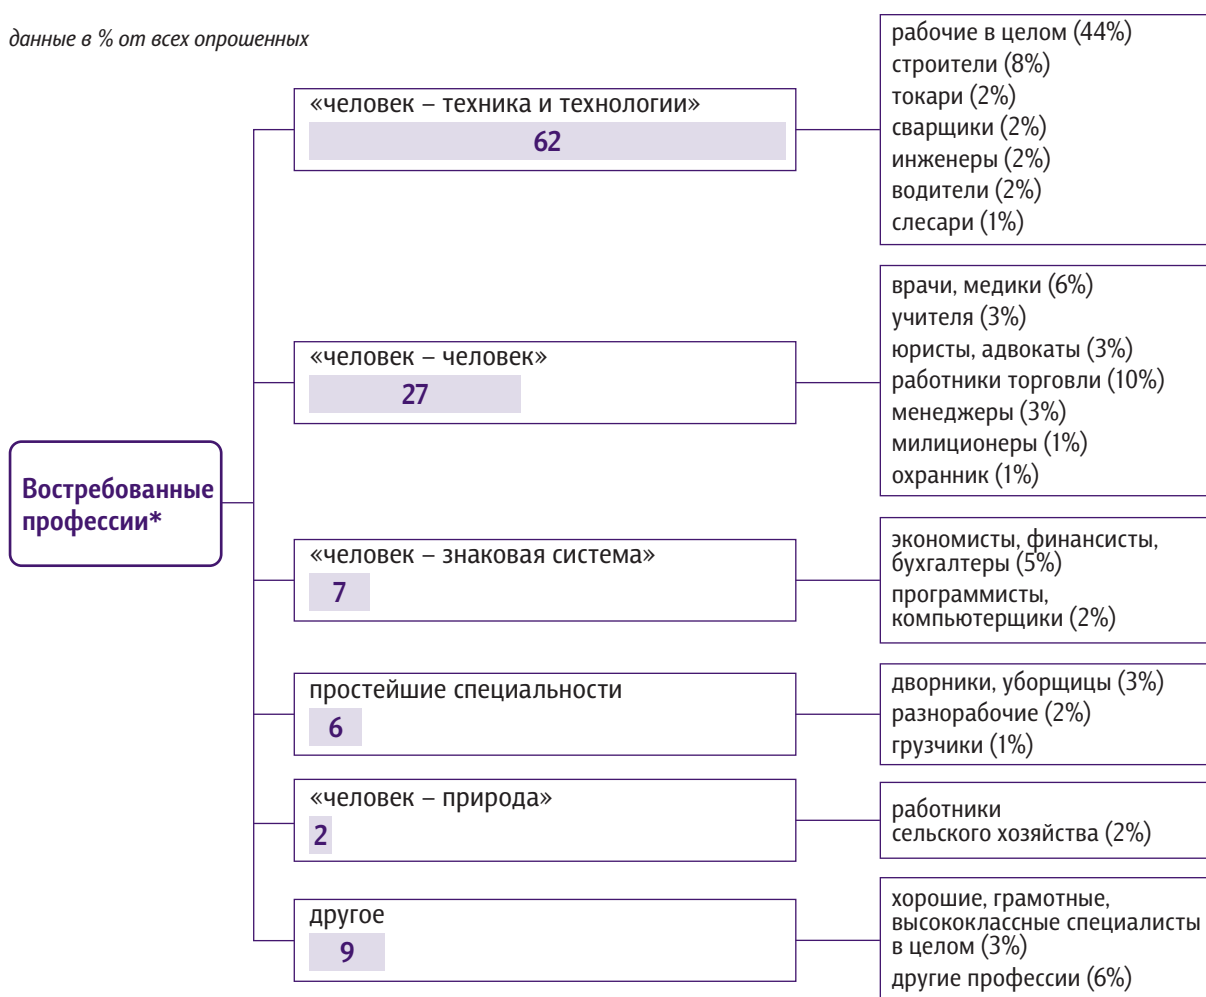 данные в % от всех опрошенных
Востребованные
профессии*
«человек – техника и технологии»
62
рабочие в целом (44%)
строители (8%)
токари (2%)
сварщики (2%)
инженеры (2%)
водители (2%)
слесари (1%)
«человек – человек»
27
врачи, медики (6%)
учителя (3%)
юристы, адвокаты (3%)
работники торговли (10%)
менеджеры (3%)
милиционеры (1%)
охранник (1%)
«человек – знаковая система»
7
экономисты, финансисты,
бухгалтеры (5%)
программисты,
компьютерщики (2%)
простейшие специальности
6
дворники, уборщицы (3%)
разнорабочие (2%)
грузчики (1%)
«человек – природа»
2
работники
сельского хозяйства (2%)
другое
9
хорошие, грамотные,
высококлассные специалисты
в целом (3%)
другие профессии (6%)